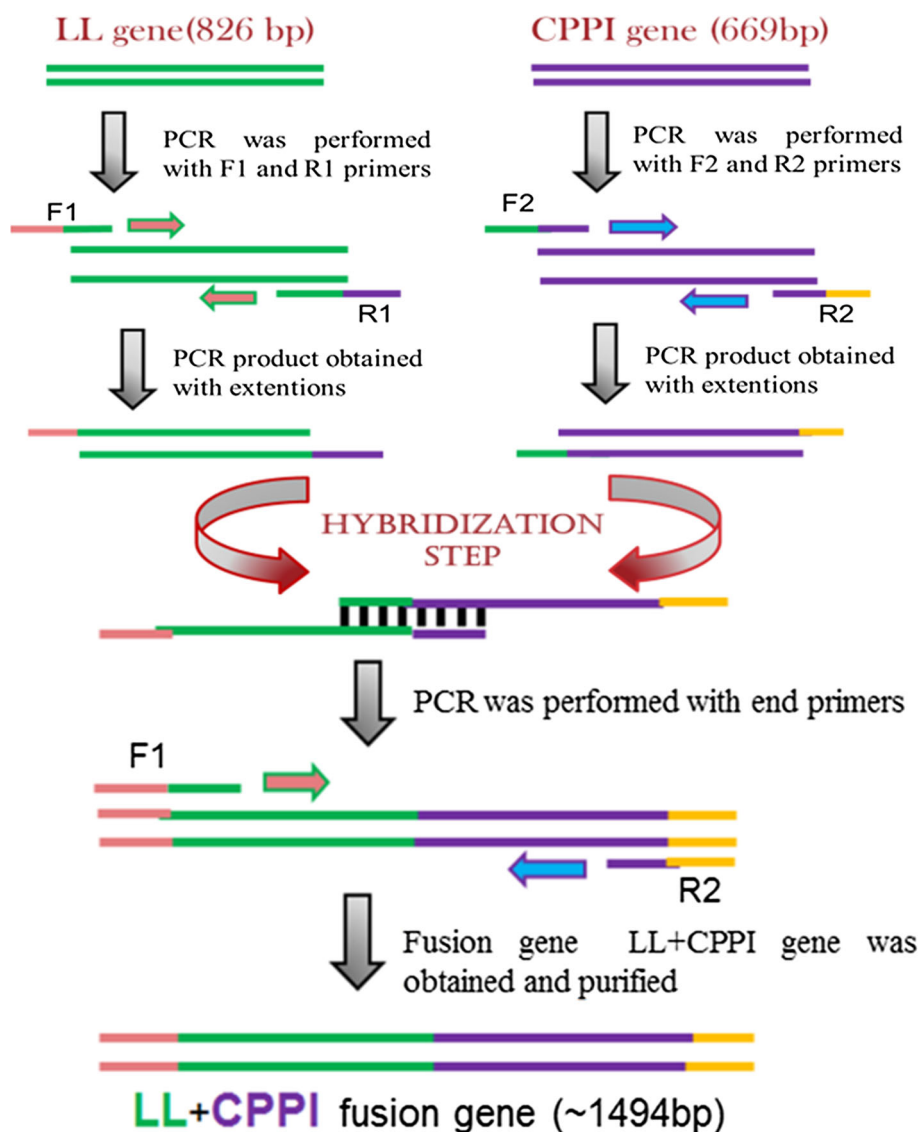 LL gene(826 bp)
CPPI gene (669bp)
PCR was performed
with F1 and R1 primers
PCR was performed
with F2 and R2 primers
F1
F2
R1
R2
PCR product obtained
with extentions
PCR product obtained
with extentions
HYBRIDIZATION
STEP
PCR was performed with end primers
F1
R2
Fusion gene LL+CPPI gene was
obtained and purified
LL+CPPI fusion gene (~1494bp)